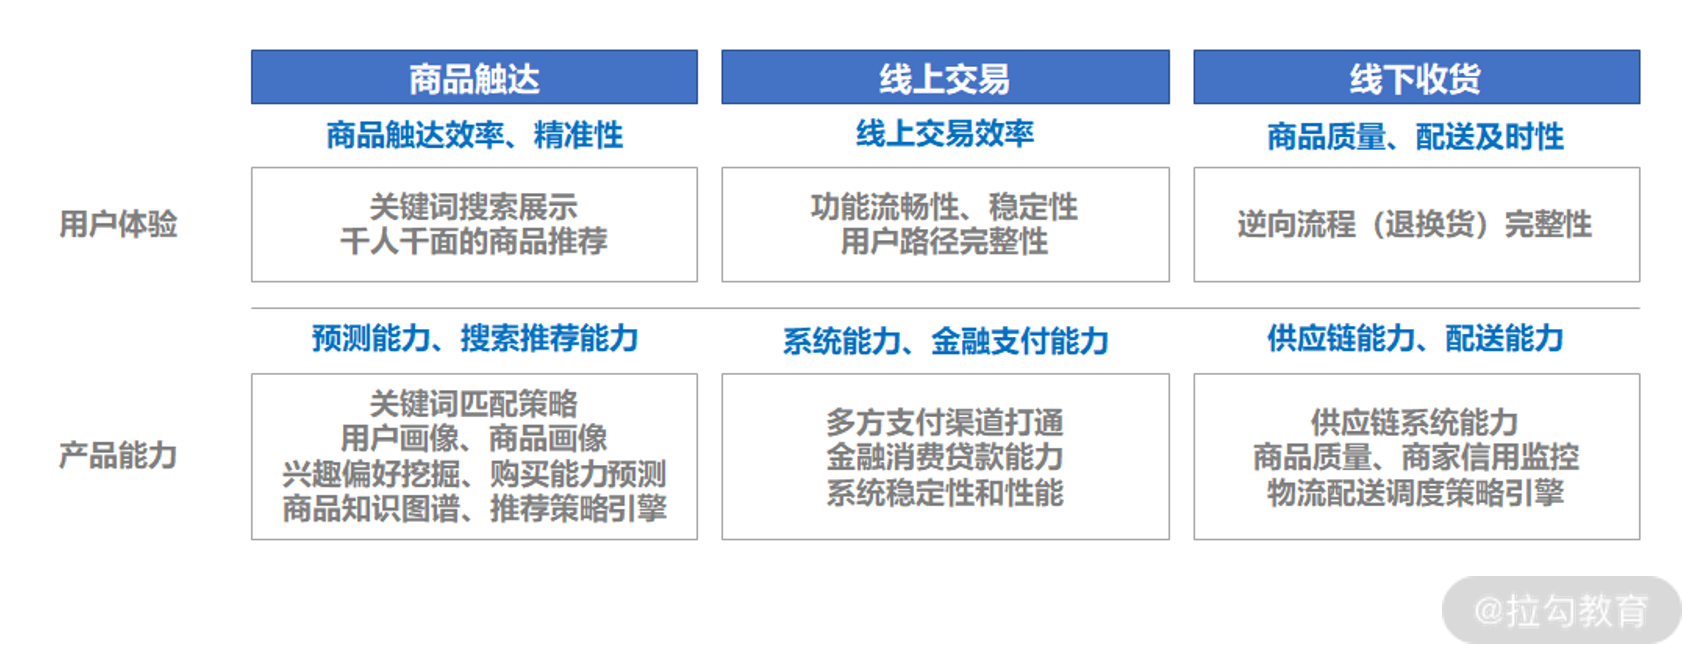 商品触达
线上交易
线下收货
商品触达效率、精准性
线上交易效率
商品质量、配送及时性
用户体验
关键词搜索展示
千人千面的商品推荐
功能流畅性、稳定性
用户路径完整性
逆向流程（退换货）完整性
预测能力、搜索推荐能力
系统能力、金融支付能力
供应链能力、配送能力
产品能力
关键词匹配策略
用户画像、商品画像
兴趣偏好挖掘、购买能力预测
商品知识图谱、推荐策略引擎
多方支付渠道打通
金融消费贷款能力
系统稳定性和性能
供应链系统能力
商品质量、商家信用监控
物流配送调度策略引擎
@拉勾教育